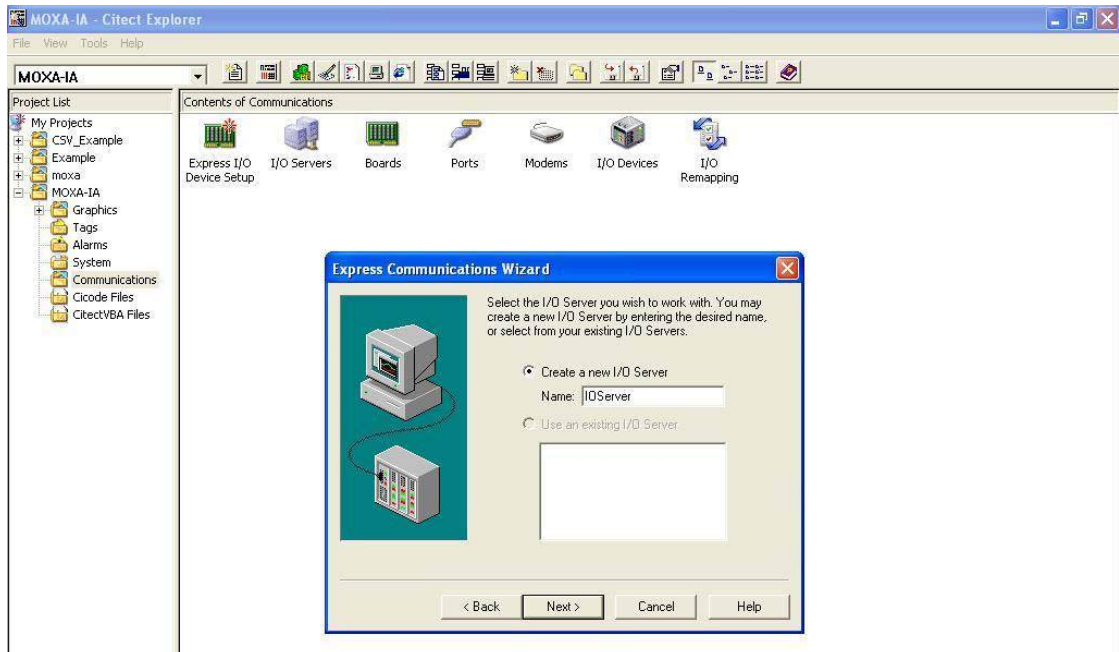 MOXA-IA - Citect Explorer
File View Tools Help
MOXA-IA
Project List
Contents of Communications
My Projects
CSV_Example
Example
moxa
MOXA-IA
Graphics
Tags
Alarms
System
Communications
Cicode Files
CitectVBA Files
Express I/O
Device Setup
I/O Servers
Boards
Ports
Modems
I/O Devices
I/O
Remapping
Express Communications Wizard
Select the I/O Server you wish to work with. You may
create a new I/O Server by entering the desired name,
or select from your existing I/O Servers.
Create a new I/O Server
Name: IOServer
Use an existing I/O Server
< Back Next > Cancel Help